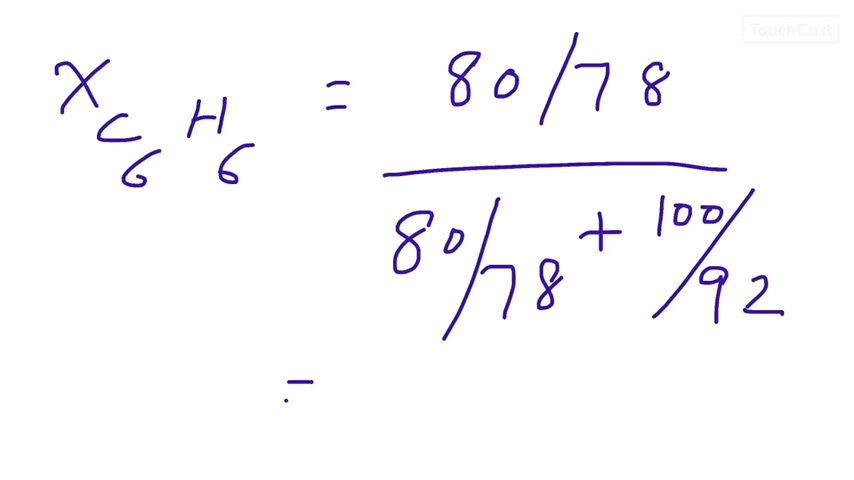 TouchCast
X C6H6 = 80/78
80/78 + 100/92
=